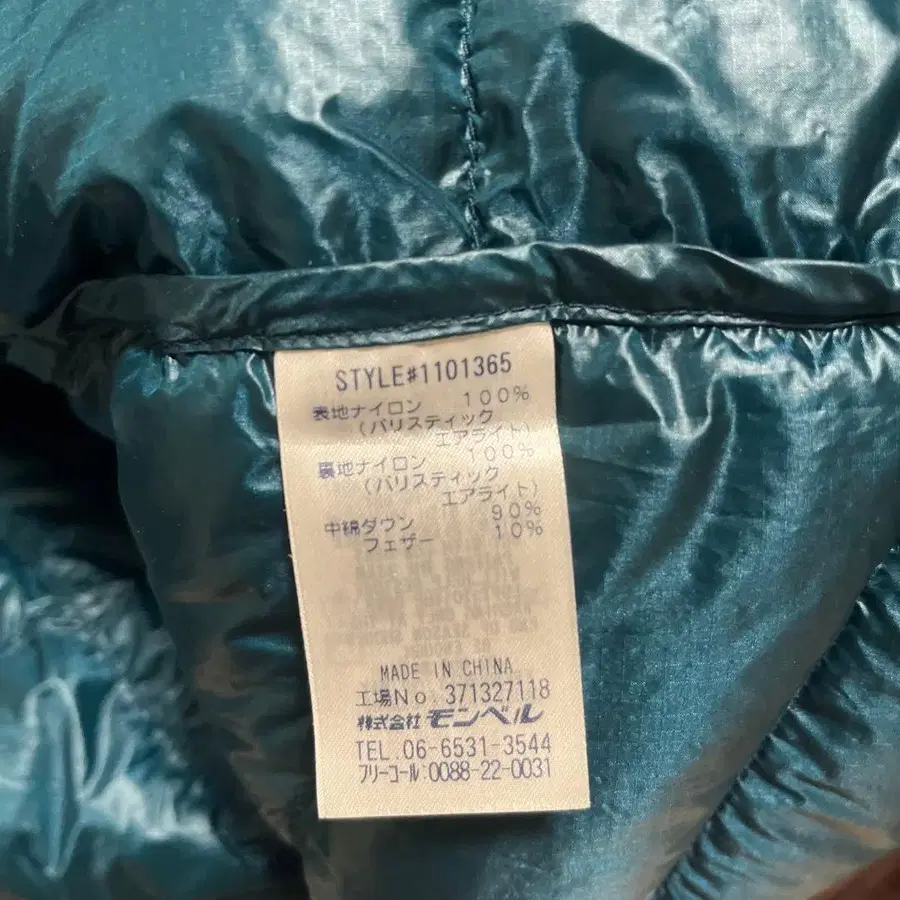 STYLE#1101365
表地ナイロン 100%
(バリスティック
エアライト)
裏地ナイロン 100%
(バリスティック
エアライト)
中綿ダウン 90%
フェザー 10%
MADE IN CHINA
工場No 371327118
株式会社 モンベル
TEL.06-6531-3544
フリーコール:0088-22-0031